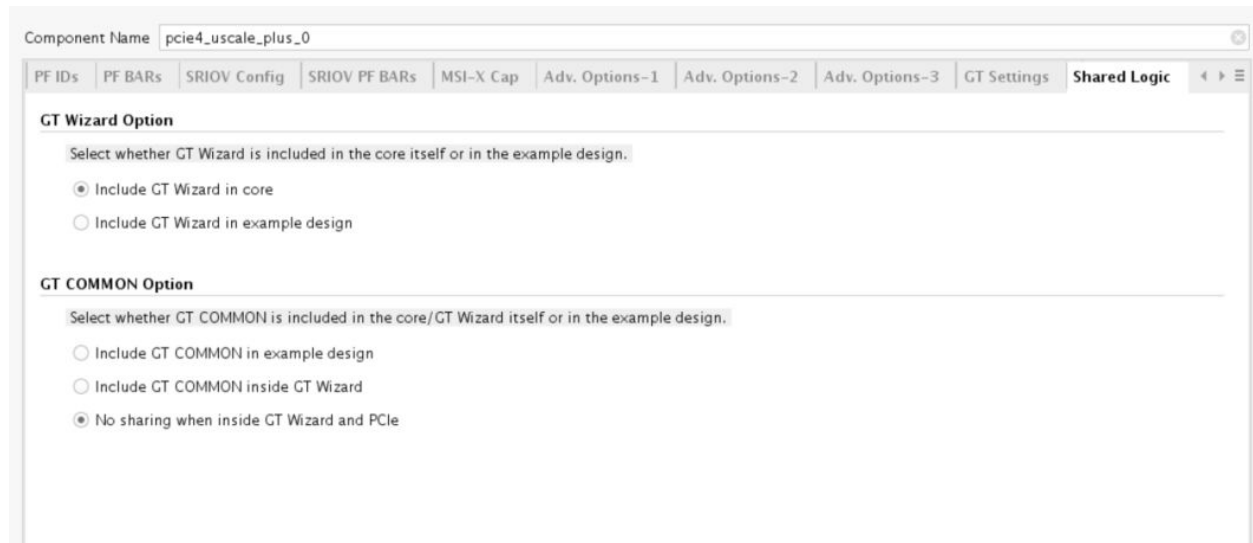 Component Name pcie4_uscale_plus_0
PF IDs PF BARs SRIOV Config SRIOV PF BARs MSI-X Cap Adv. Options-1 Adv. Options-2 Adv. Options-3 GT Settings Shared Logic
GT Wizard Option
Select whether GT Wizard is included in the core itself or in the example design.
Include GT Wizard in core
Include GT Wizard in example design
GT COMMON Option
Select whether GT COMMON is included in the core/GT Wizard itself or in the example design.
Include GT COMMON in example design
Include GT COMMON inside GT Wizard
No sharing when inside GT Wizard and PCIe